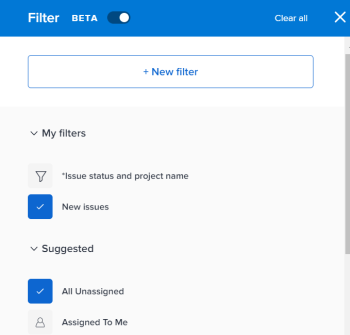 Filter BETA Clear all
+ New filter
My filters
*Issue status and project name
New issues
Suggested
All Unassigned
Assigned To Me